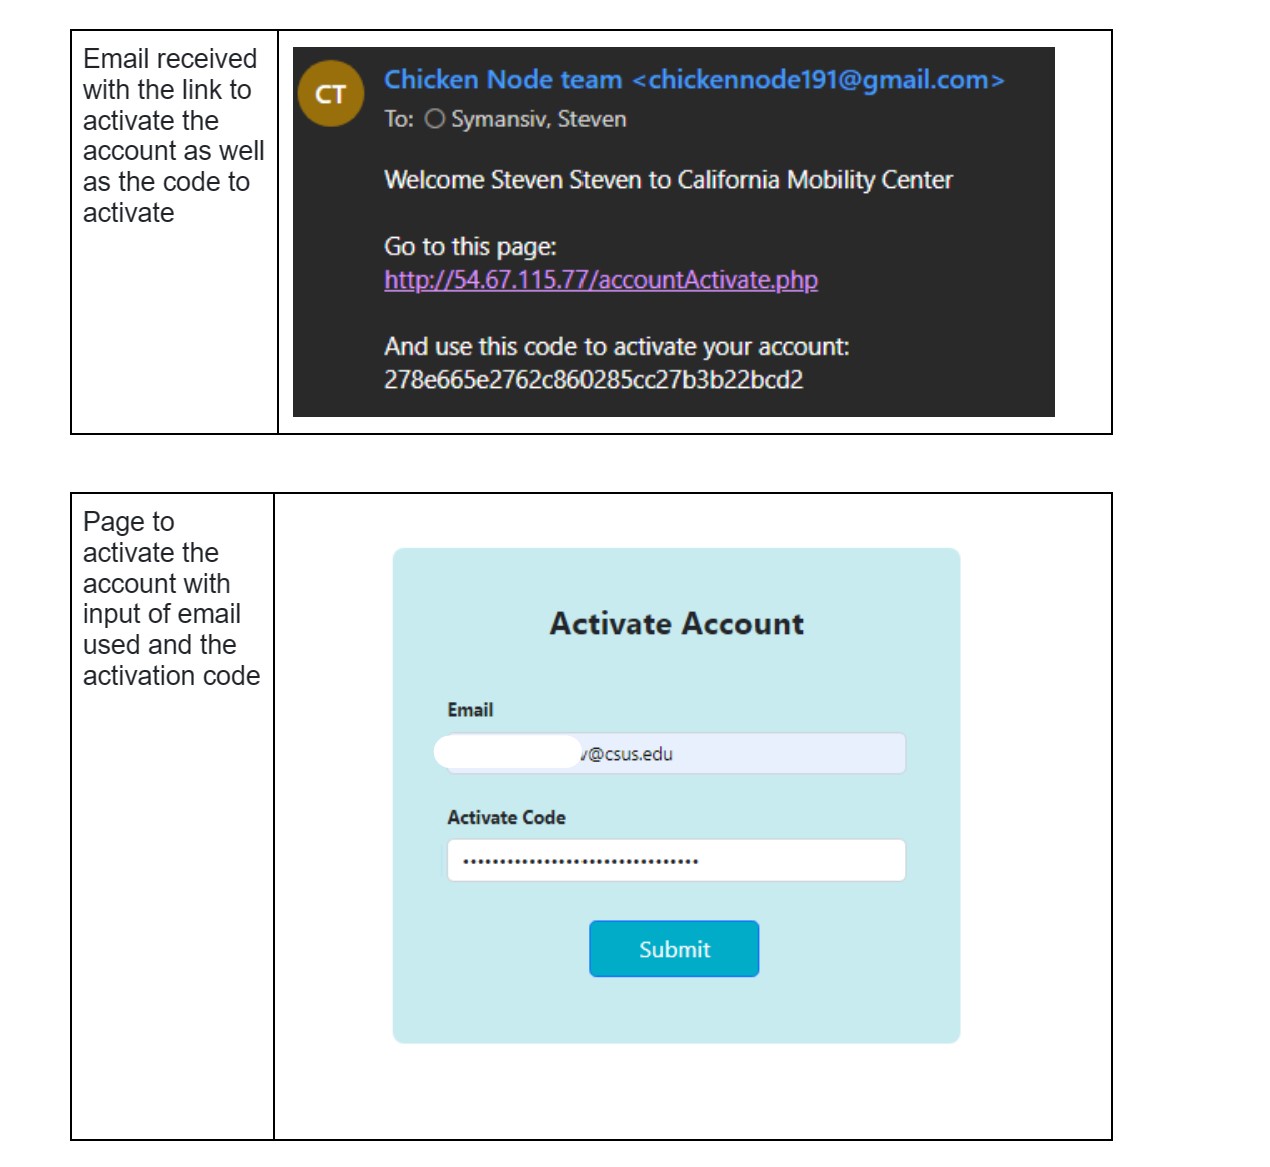 Email received
with the link to
activate the
account as well
as the code to
activate
CT
Chicken Node team <chickennode191@gmail.com>
To: Symansiv, Steven
Welcome Steven Steven to California Mobility Center
Go to this page:
http://54.67.115.77/accountActivate.php
And use this code to activate your account:
278e665e2762c860285cc27b3b22bcd2
Page to
activate the
account with
input of email
used and the
activation code
Activate Account
Email
v@csus.edu
Activate Code
Submit